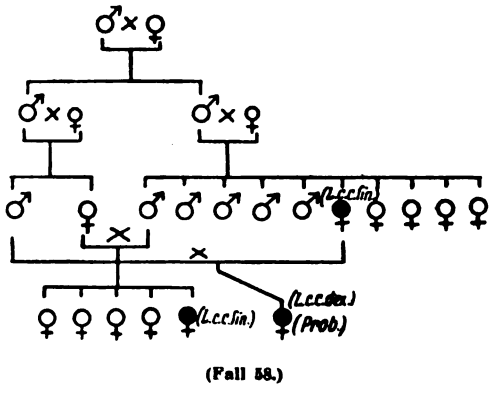 (L.c.c. sin.)
(L.c.c. sin.)
(L.c.c. dex.)
(Prob.)
(Fall 58.)